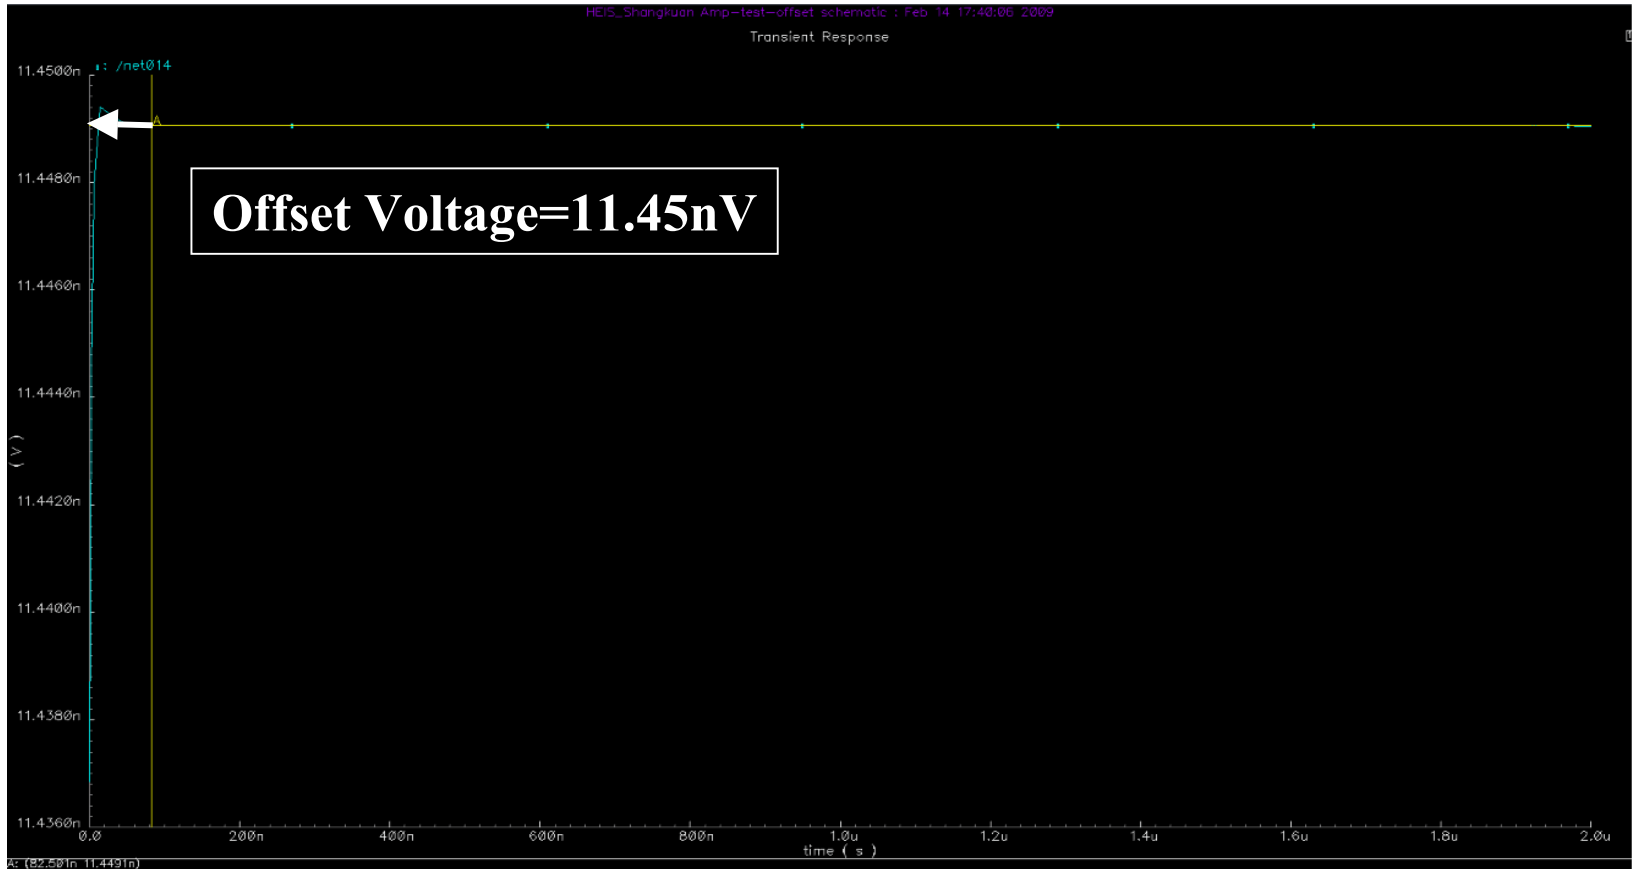 HEIS_Shangkuan Amp-test-offset schematic : Feb 14 17:40:06 2009
Transient Response
: /net014
11.4500n
11.4480n
Offset Voltage=11.45nV
11.4460n
11.4440n
(V)
11.4420n
11.4400n
11.4380n
11.4360n
A
0.0 200n 400n 600n 800n 1.0u 1.2u 1.4u 1.6u 1.8u 2.0u
time ( s )
A: (82.501n 11.4491n)